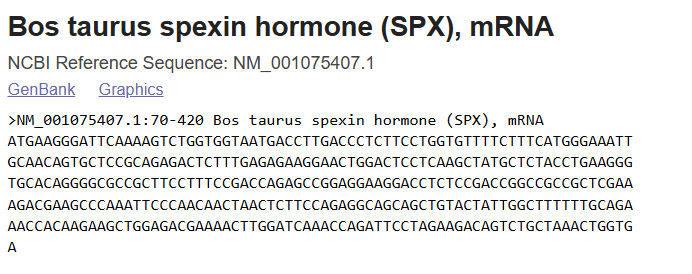 Bos taurus spexin hormone (SPX), mRNA
NCBI Reference Sequence: NM_001075407.1
GenBank Graphics
>NM_001075407.1:70-420 Bos taurus spexin hormone (SPX), mRNA
ATGAAGGGATTCAAAAGTCTGGTGGTAATGACCTTGACCCTCTTCCTGGTGTTTTCTTTCATGGGAAATT
GCAACAGTGCTCCGCAGAGACTCTTTGAGAGAAGGAACTGGACTCCTCAAGCTATGCTCTACCTGAAGGG
TGCACAGGGGCGCCGCTTCCTTTCCGACCAGAGCCGGAGGAAGGACCTCTCCGACCGGCCGCCGCTCGAA
AGACGAAGCCCAAATTCCCAACAACTAACTCTTCCAGAGGCAGCAGCTGTACTATTGGCTTTTTTGCAGA
AACCACAAGAAGCTGGAGACGAAAACTTGGATCAAACCAGATTCCTAGAAGACAGTCTGCTAAACTGGTG
A